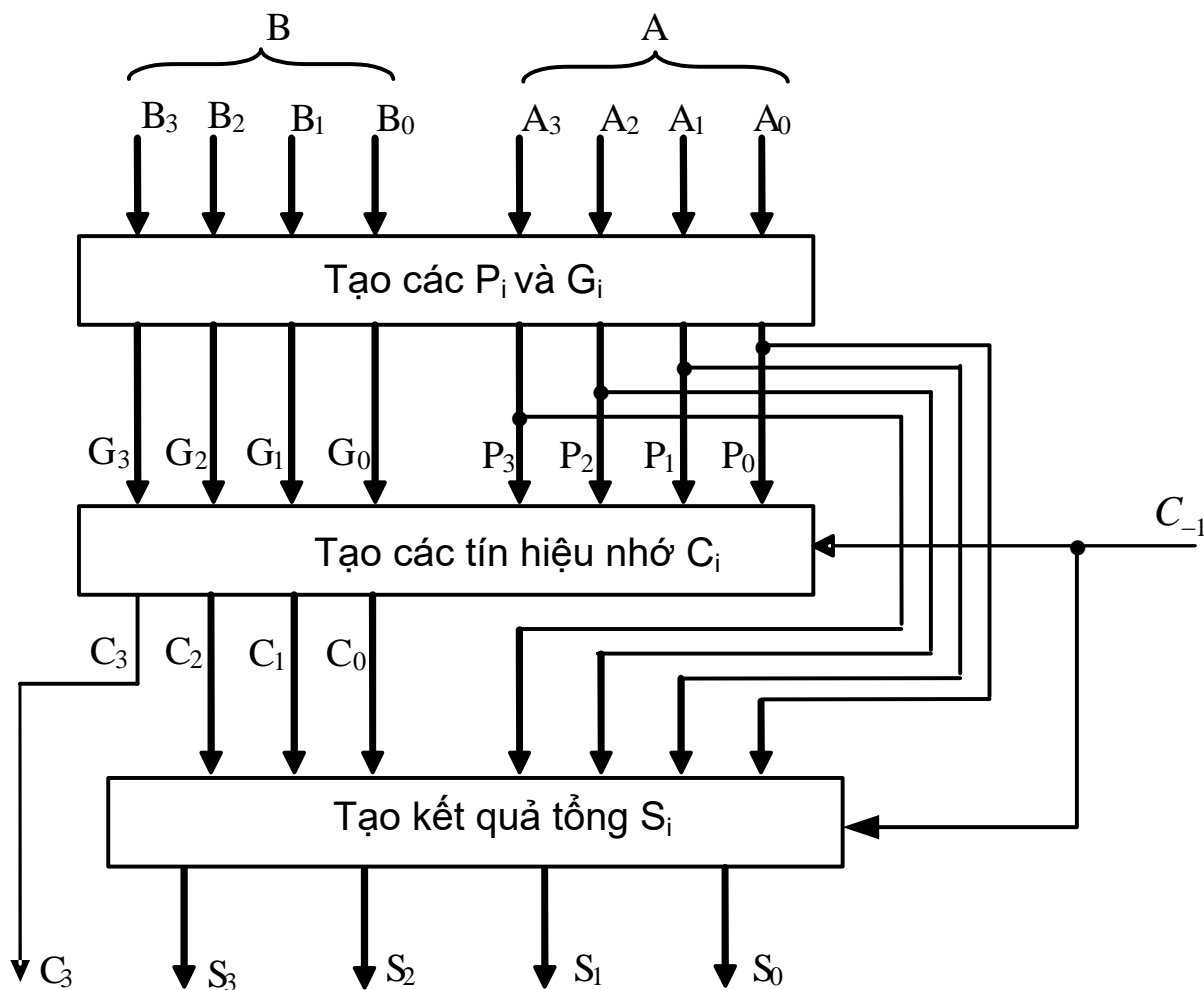 B A
B₃ B₂ B₁ B₀ A₃ A₂ A₁ A₀
Tạo các Pᵢ và Gᵢ
G₃ G₂ G₁ G₀ P₃ P₂ P₁ P₀
C₋₁
Tạo các tín hiệu nhớ Cᵢ
C₃ C₂ C₁ C₀
Tạo kết quả tổng Sᵢ
C₃ S₃ S₂ S₁ S₀